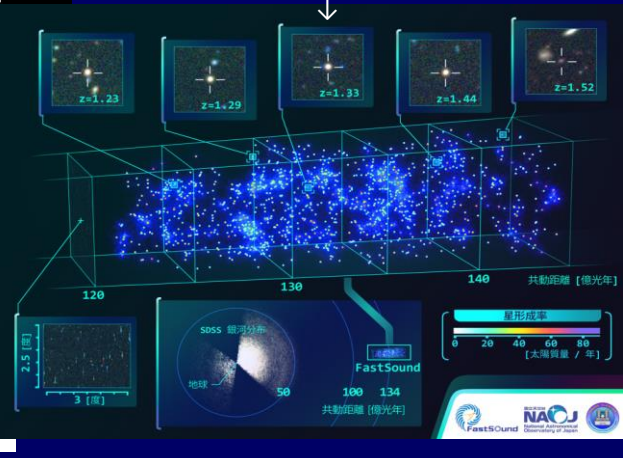 z=1.23
z=1.29
z=1.33
z=1.44
z=1.52
120
130
140
共動距離 [億光年]
2.5 [度]
3 [度]
SDSS 銀河分布
地球
50
100
134
FastSound
共動距離 [億光年]
星形成率
0 20 40 60 80
[太陽質量 / 年]
FastSound
NAOJ
National Astronomical
Observatory of Japan